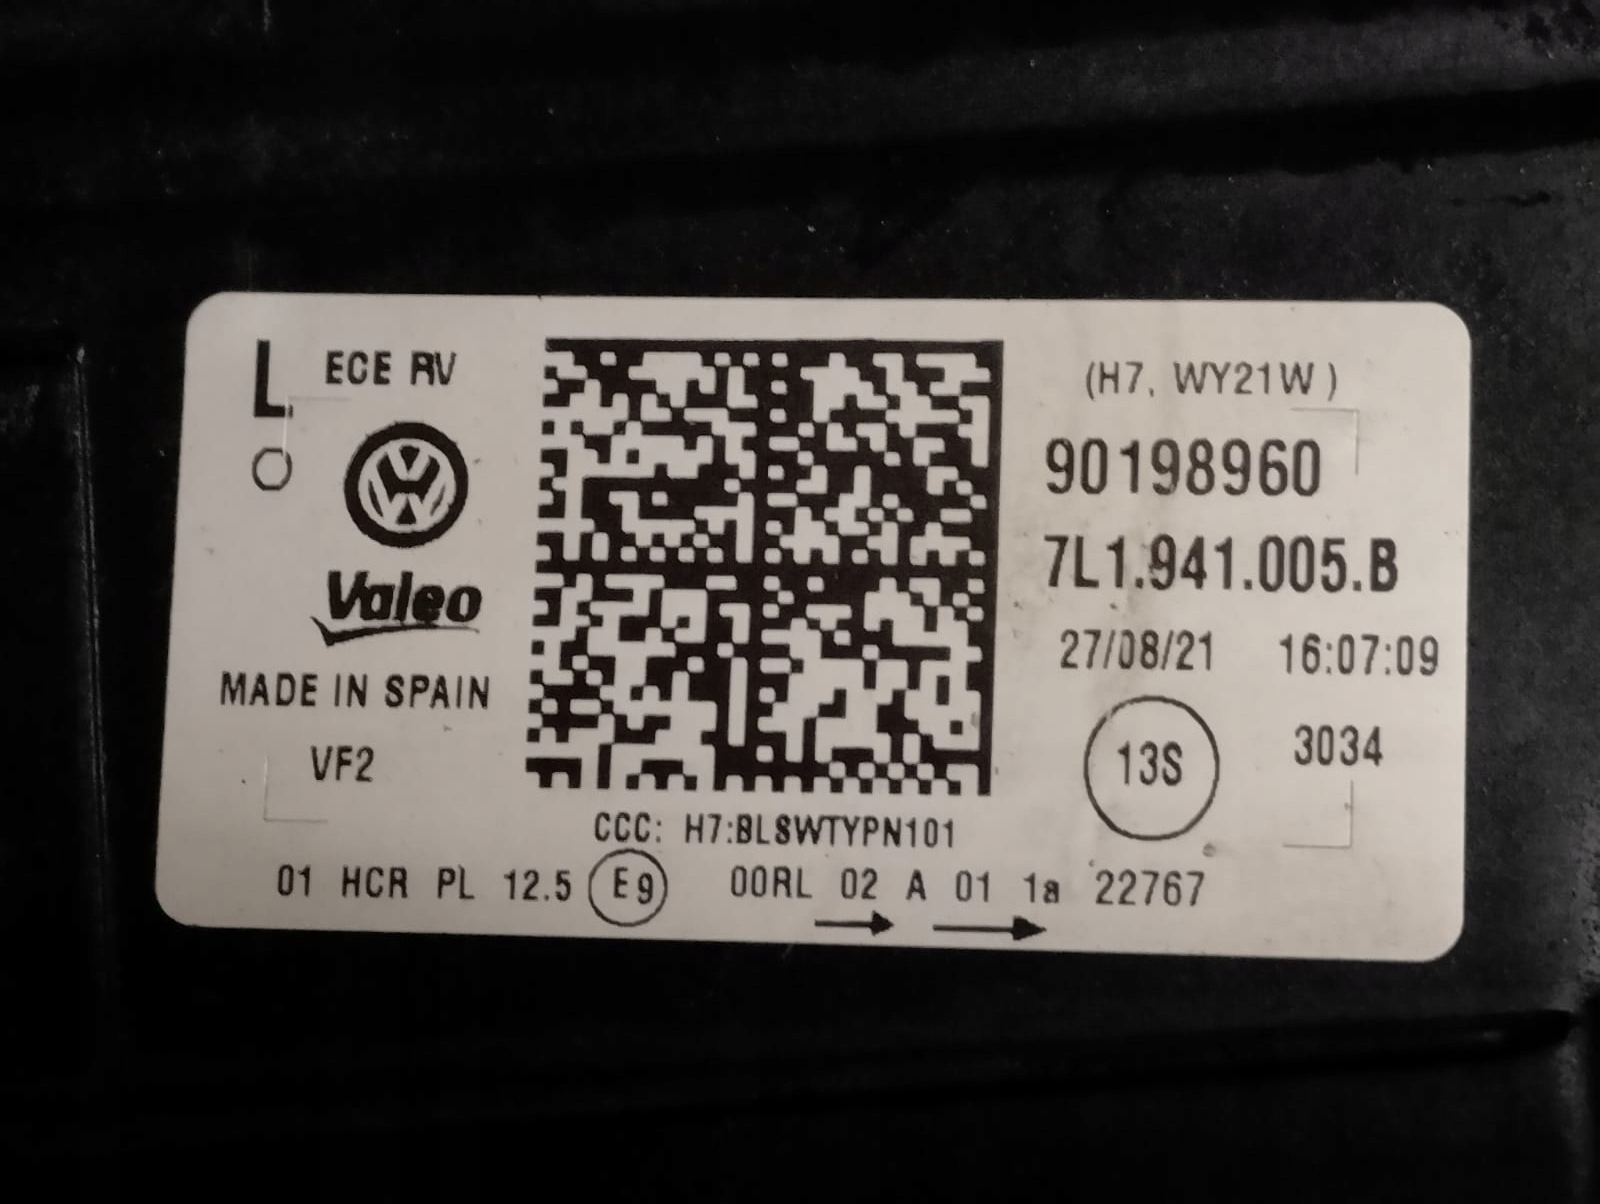 L ECE RV
(H7, WY21W )
90198960
Valeo
7L1.941.005.B
MADE IN SPAIN
27/08/21 16:07:09
VF2
13S
3034
CCC: H7:BLSWTYPN101
01 HCR PL 12.5 E9 00RL 02 A 01 1a 22767